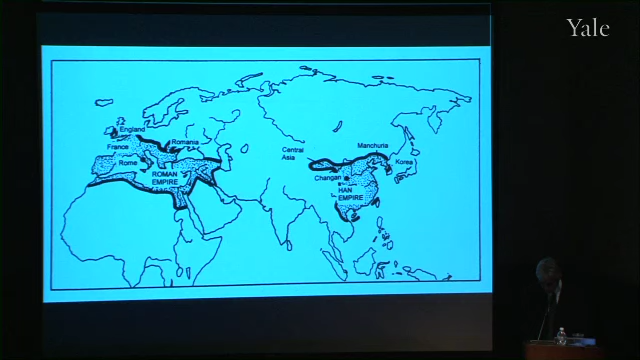 Yale
England
France
Romania
Rome
ROMAN
EMPIRE
Central
Asia
Manchuria
Korea
Changan
HAN
EMPIRE